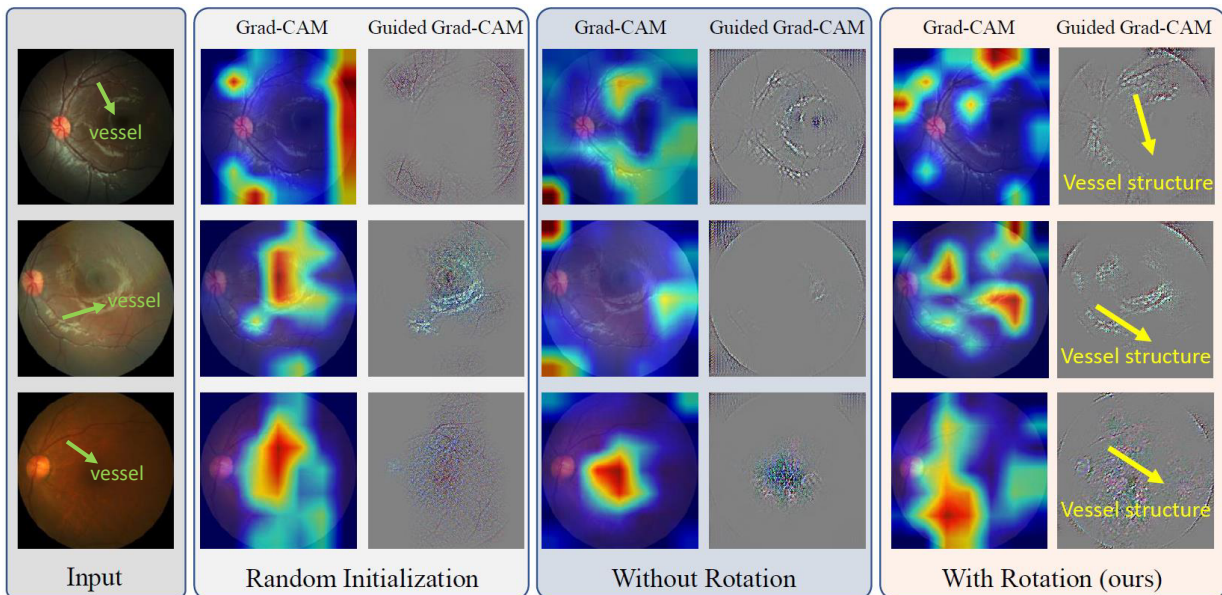 Grad-CAM Guided Grad-CAM Grad-CAM Guided Grad-CAM Grad-CAM Guided Grad-CAM
vessel
Vessel structure
vessel
Vessel structure
vessel
Vessel structure
Input Random Initialization Without Rotation With Rotation (ours)